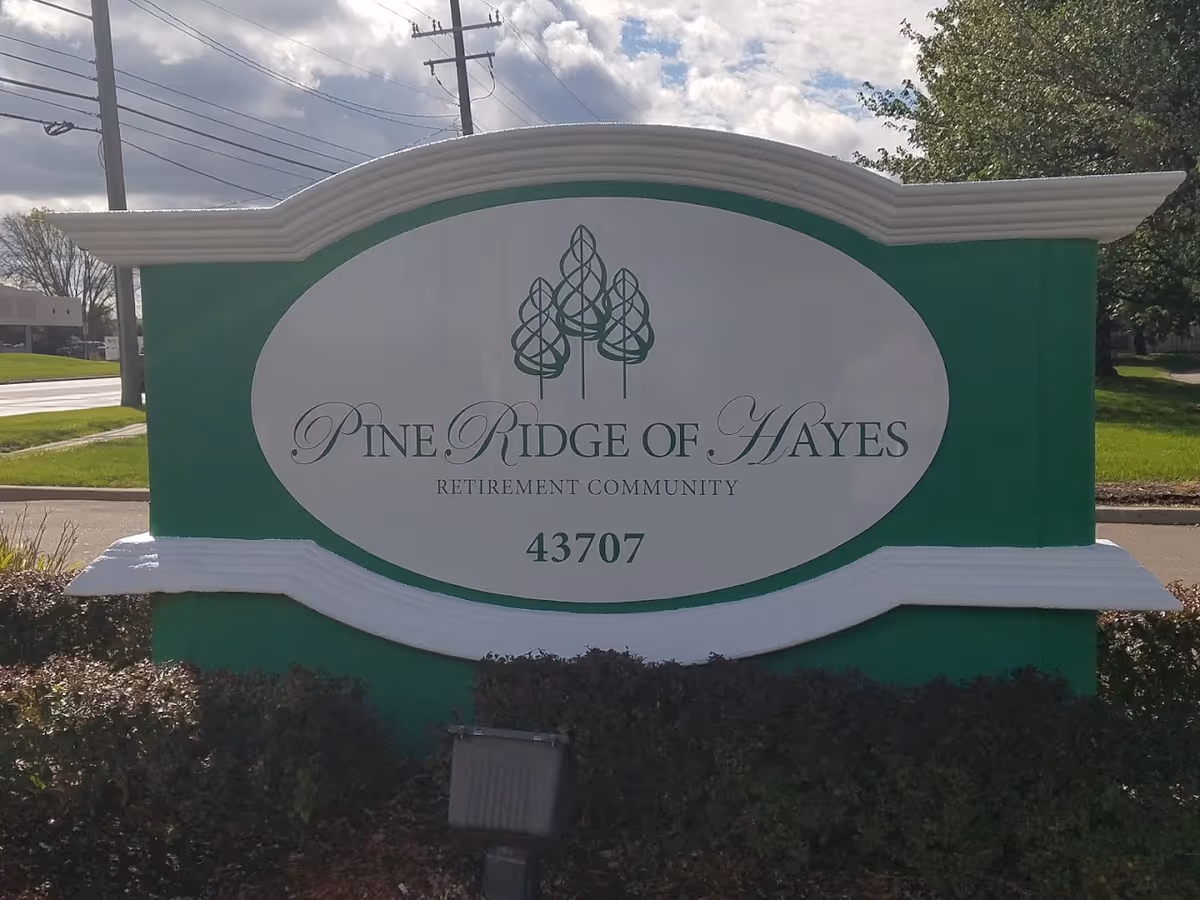 PINE RIDGE OF HAYES
RETIREMENT COMMUNITY
43707